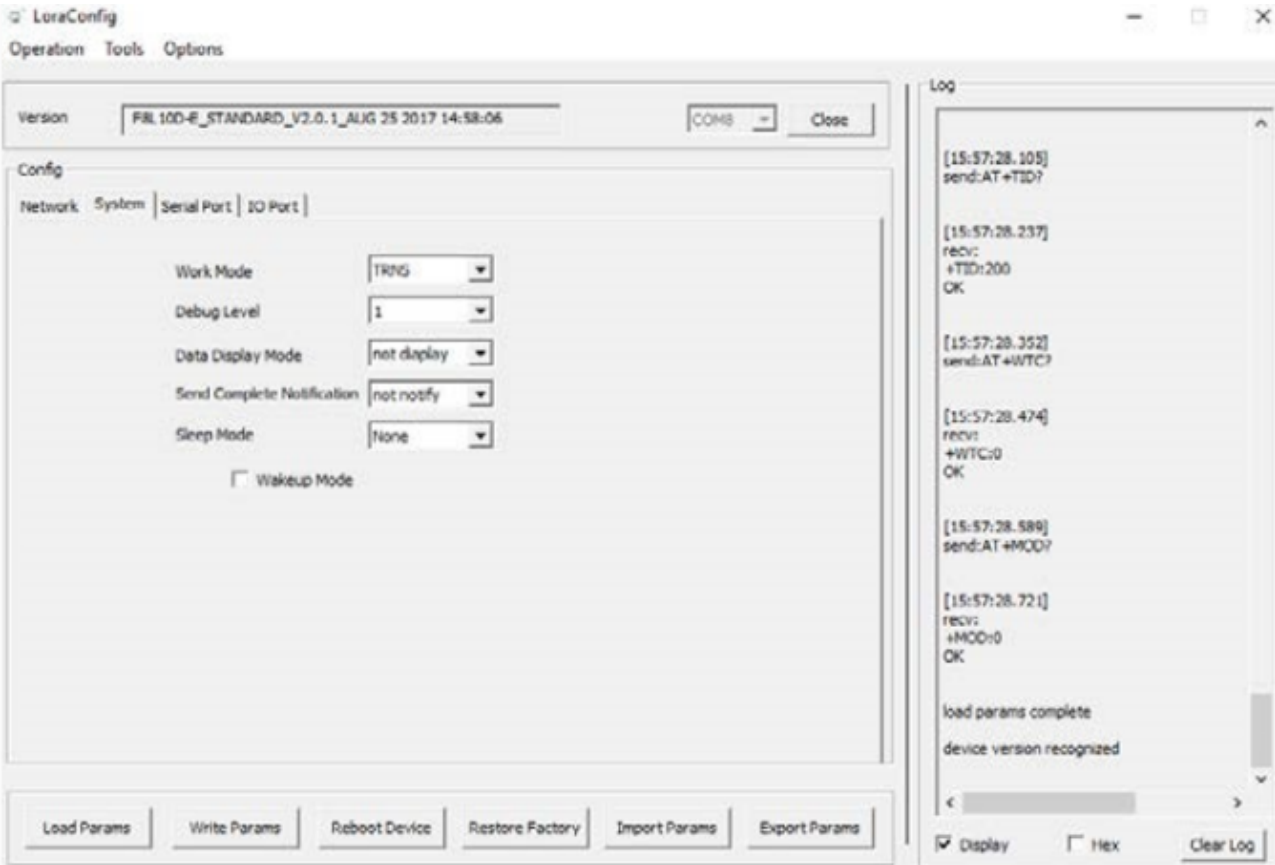 LoraConfig
Operation Tools Options
Version F8L10D-E_STANDARD_V2.0.1_AUG 25 2017 14:58:06 COM8 Close
Config
Network System Serial Port IO Port
Work Mode TRNS
Debug Level 1
Data Display Mode not display
Send Complete Notification not notify
Sleep Mode None
Wakeup Mode
Load Params Write Params Reboot Device Restore Factory Import Params Export Params
Log
[15:57:28.105]
send:AT+TID?
[15:57:28.237]
recv:
+TID:200
OK
[15:57:28.352]
send:AT+WTC?
[15:57:28.474]
recv:
+WTC:0
OK
[15:57:28.589]
send:AT+MOD?
[15:57:28.721]
recv:
+MOD:0
OK
load params complete
device version recognized
Display Hex Clear Log